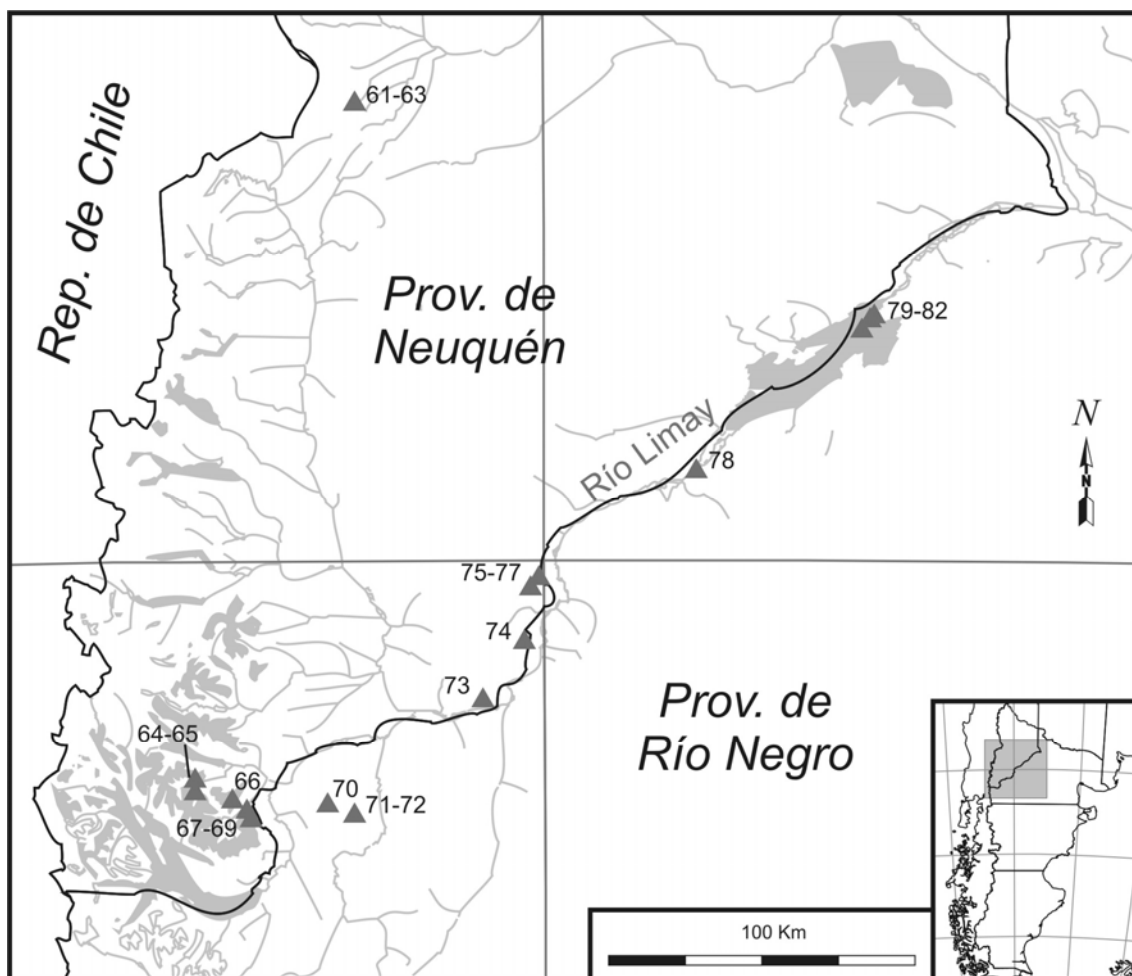 61-63
Rep. de Chile
Prov. de
Neuquén
79-82
N
N
Río Limay
78
75-77
74
73
Prov. de
Río Negro
64-65
66
70
71-72
67-69
100 Km